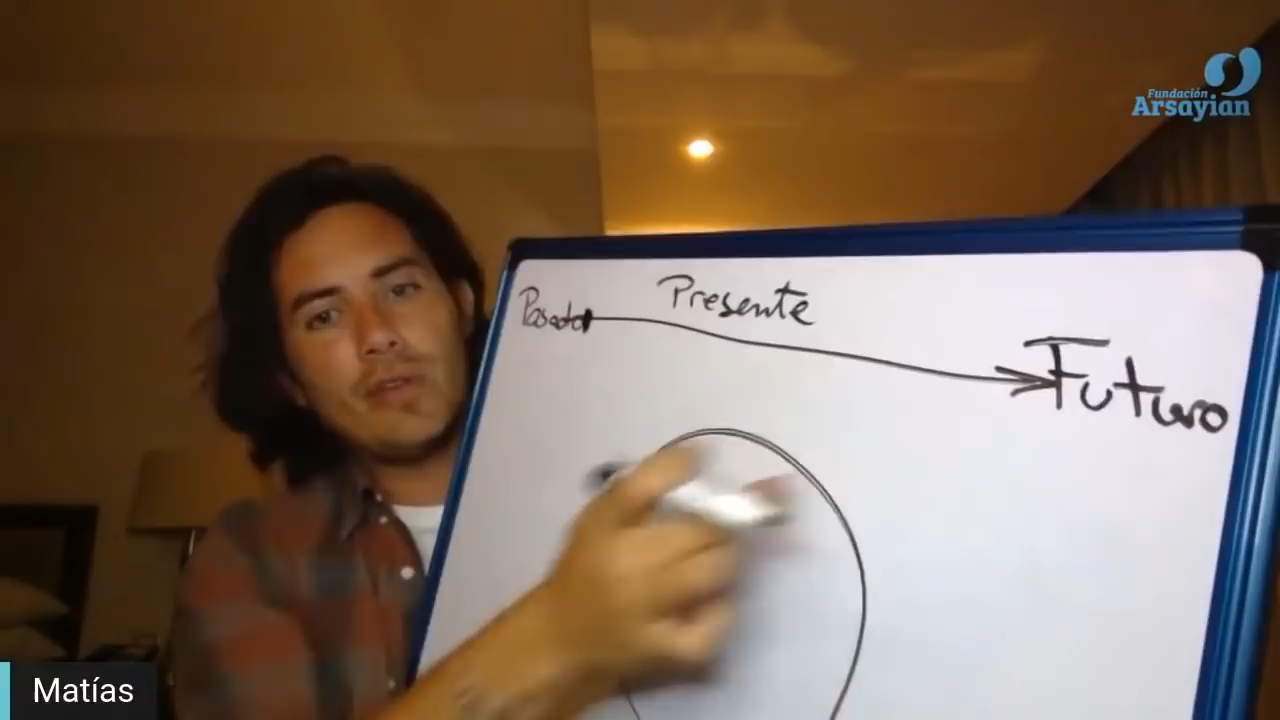 Fundación
Arsayian
Pasado
Presente
Futuro
Matías